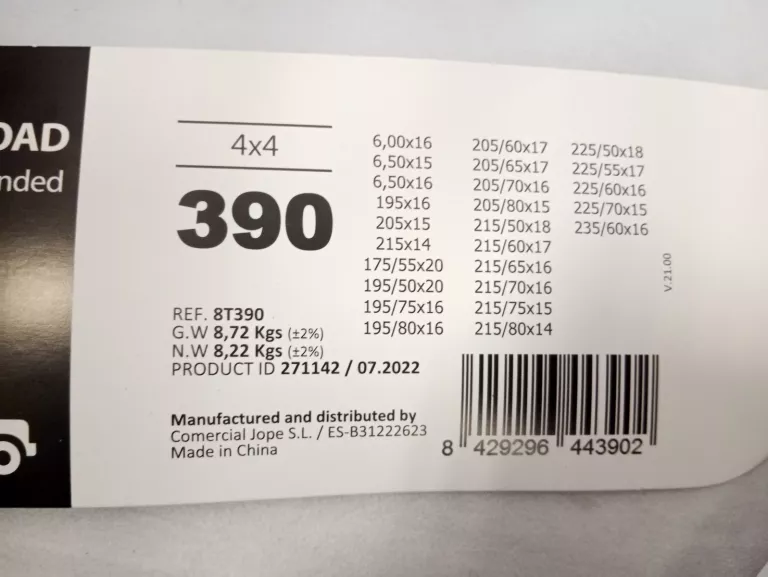 OAD
nded
4x4
390
REF. 8T390
G.W 8,72 Kgs (±2%)
N.W 8,22 Kgs (±2%)
PRODUCT ID 271142 / 07.2022
Manufactured and distributed by
Comercial Jope S.L. / ES-B31222623
Made in China
6,00x16
6,50x15
6,50x16
195x16
205x15
215x14
175/55x20
195/50x20
195/75x16
195/80x16
205/60x17
205/65x17
205/70x16
205/80x15
215/50x18
215/60x17
215/65x16
215/70x16
215/75x15
215/80x14
225/50x18
225/55x17
225/60x16
225/70x15
235/60x16
V.21.00
8 429296 443902